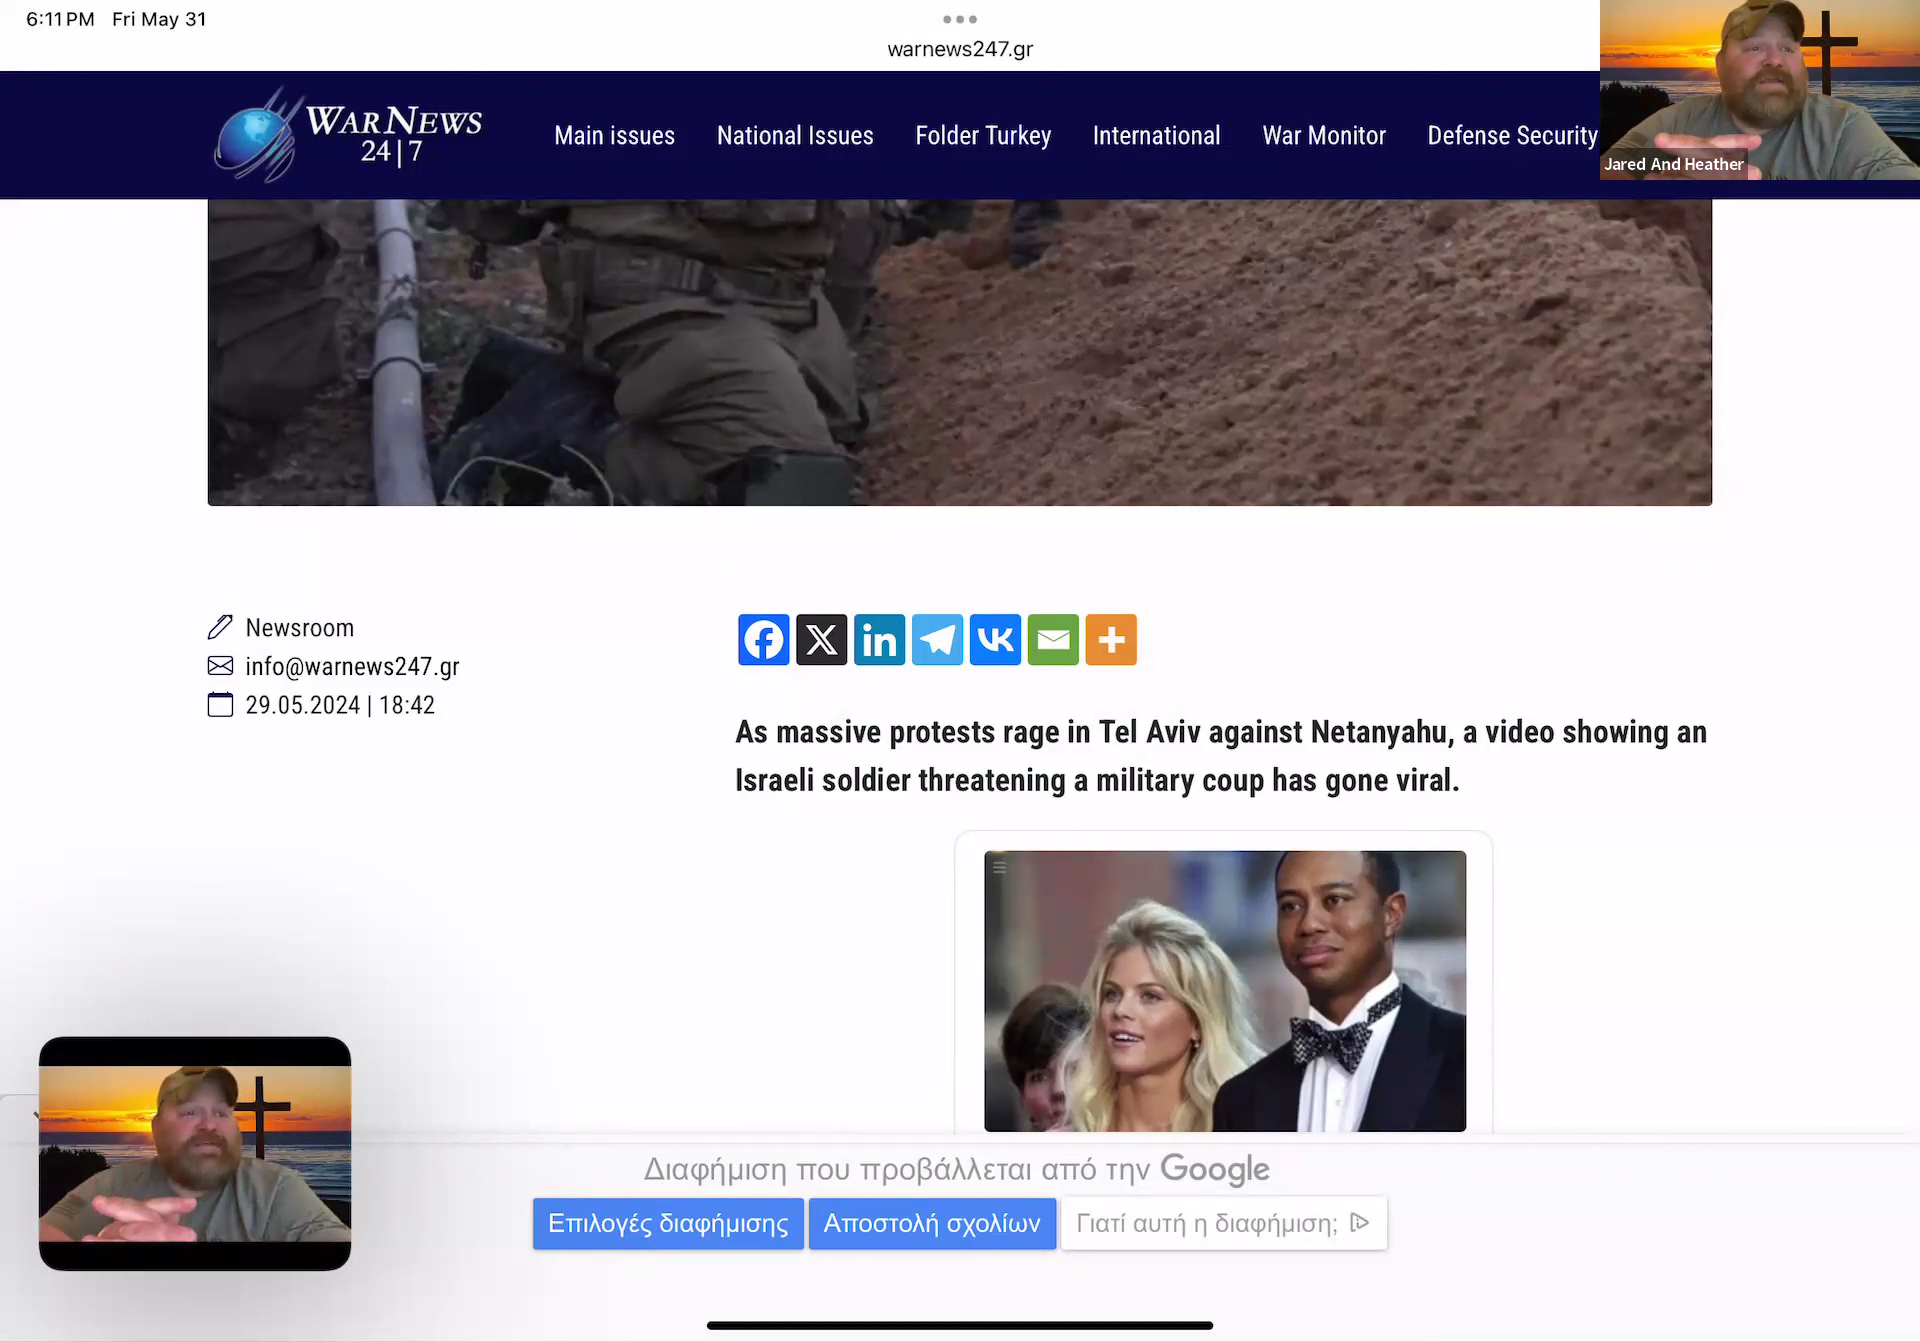 6:11 PM Fri May 31
warnews247.gr
WARNEWS
24|7
Main issues National Issues Folder Turkey International War Monitor Defense Security
Jared And Heather
Newsroom
info@warnews247.gr
29.05.2024 | 18:42
As massive protests rage in Tel Aviv against Netanyahu, a video showing an
Israeli soldier threatening a military coup has gone viral.
Διαφήμιση που προβάλλεται από την Google
Επιλογές διαφήμισης Αποστολή σχολίων Γιατί αυτή η διαφήμιση;